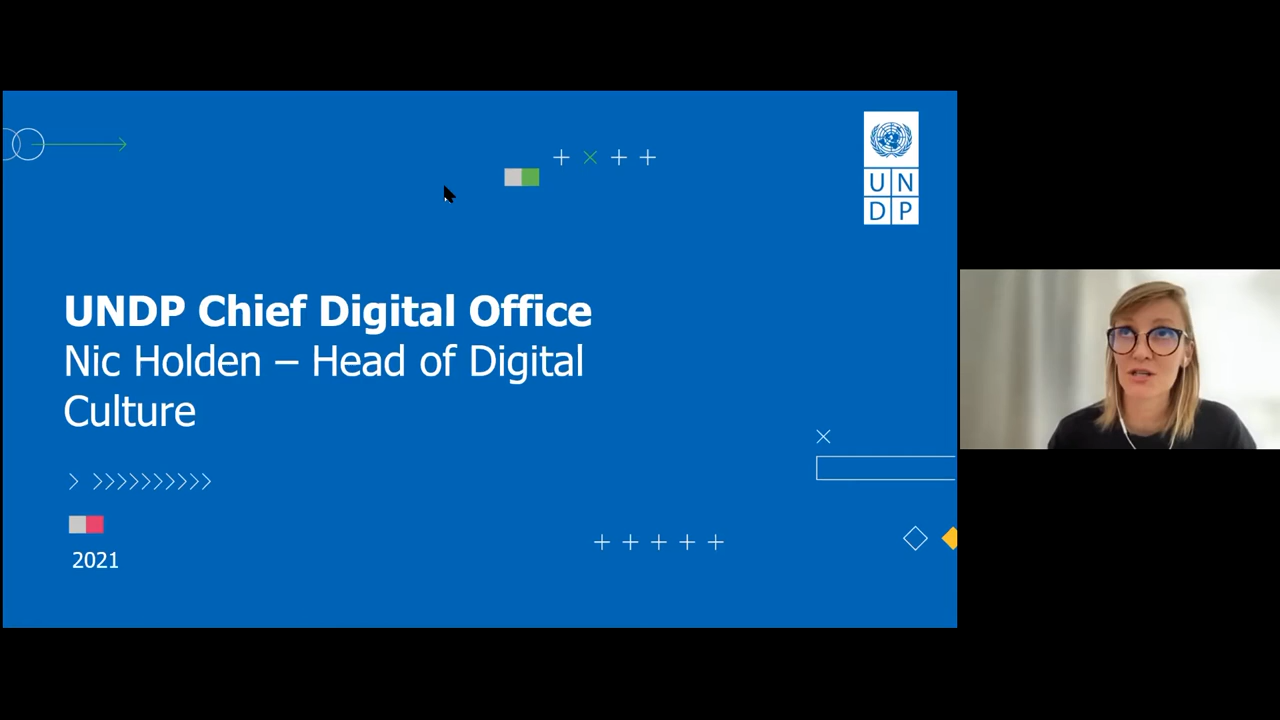 U N
D P
UNDP Chief Digital Office
Nic Holden – Head of Digital
Culture
2021